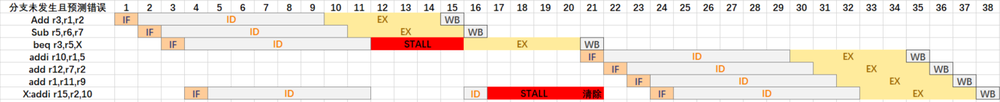 分支未发生且预测错误 1 2 3 4 5 6 7 8 9 10 11 12 13 14 15 16 17 18 19 20 21 22 23 24 25 26 27 28 29 30 31 32 33 34 35 36 37 38
Add r3,r1,r2 IF ID EX WB
Sub r5,r6,r7 IF ID EX WB
beq r3,r5,X IF ID STALL EX WB
addi r10,r1,5 IF ID EX WB
add r12,r7,r2 IF ID EX WB
add r1,r11,r9 IF ID EX WB
X:addi r15,r2,10 IF ID ID STALL 清除 IF ID EX WB